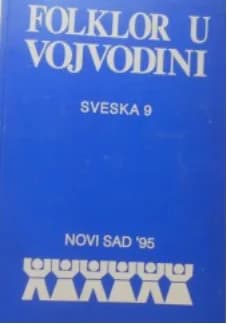 FOLKLOR U
VOJVODINI
SVESKA 9
NOVI SAD '95